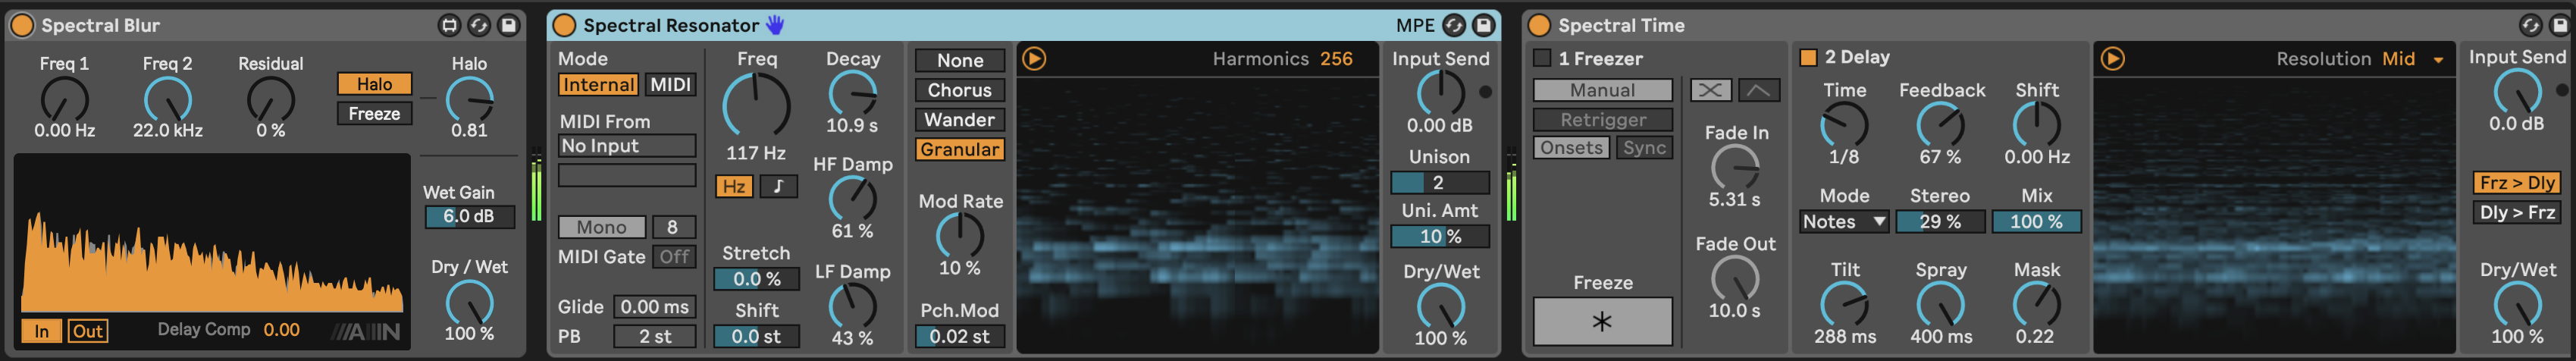 Spectral Blur
Freq 1 Freq 2 Residual Halo
Halo
Freeze
0.00 Hz 22.0 kHz 0 % 0.81
Wet Gain
6.0 dB
Dry / Wet
100 %
In Out Delay Comp 0.00
Spectral Resonator MPE
Mode
Internal MIDI
MIDI From
No Input
Mono 8
MIDI Gate Off
Glide 0.00 ms
PB 2 st
Freq
117 Hz
Hz
Stretch
0.0 %
Shift
0.0 st
Decay
10.9 s
HF Damp
61 %
LF Damp
43 %
None
Chorus
Wander
Granular
Mod Rate
10 %
Pch.Mod
0.02 st
Harmonics 256
Input Send
0.00 dB
Unison
2
Uni. Amt
10 %
Dry/Wet
100 %
Spectral Time
1 Freezer
Manual
Retrigger
Onsets Sync
Freeze
Fade In
5.31 s
Fade Out
10.0 s
2 Delay
Time Feedback Shift
1/8 67 % 0.00 Hz
Mode Stereo Mix
Notes 29 % 100 %
Tilt Spray Mask
288 ms 400 ms 0.22
Resolution Mid
Input Send
0.0 dB
Frz > Dly
Dly > Frz
Dry/Wet
100 %